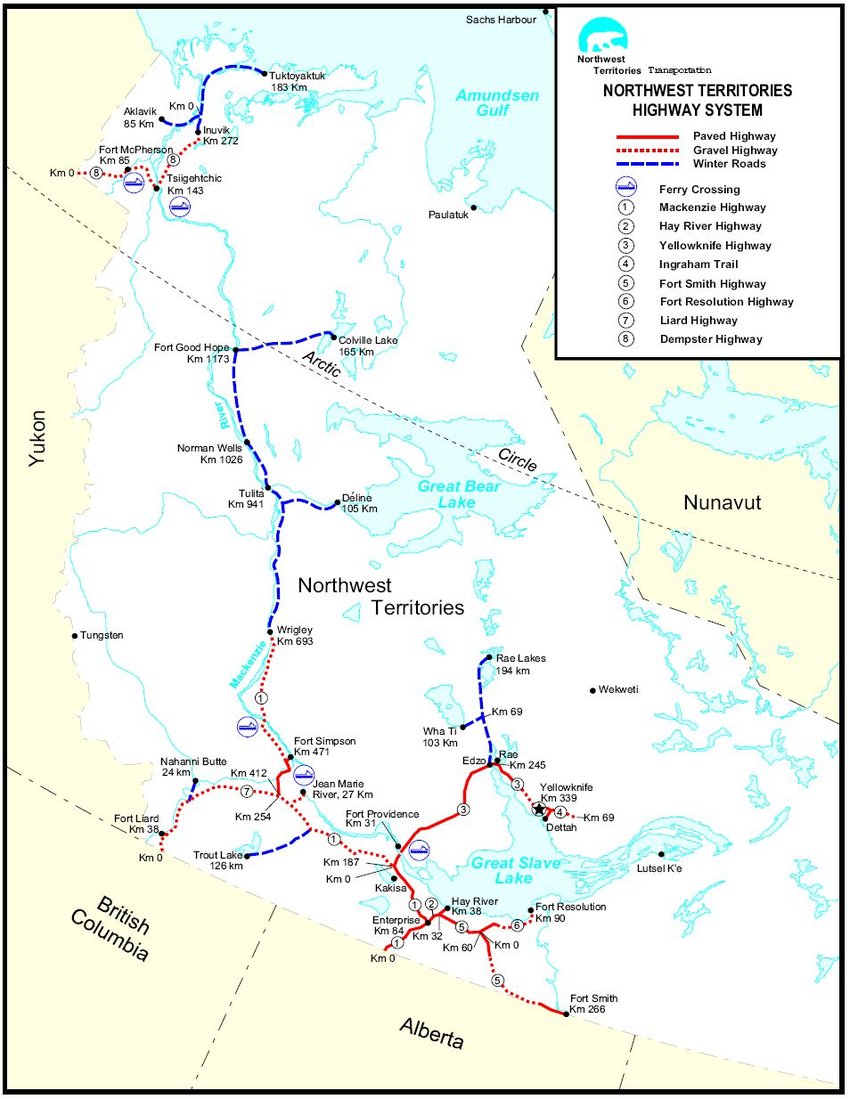 Sachs Harbour
Northwest
Territories Transportation
NORTHWEST TERRITORIES
HIGHWAY SYSTEM
Paved Highway
Gravel Highway
Winter Roads
Ferry Crossing
1 Mackenzie Highway
2 Hay River Highway
3 Yellowknife Highway
4 Ingraham Trail
5 Fort Smith Highway
6 Fort Resolution Highway
7 Liard Highway
8 Dempster Highway
Tuktoyaktuk
183 Km
Amundsen
Gulf
Km 0
Aklavik
85 Km
Inuvik
Km 272
Fort McPherson
Km 85
8
Km 0
8
Tsiigehtchic
Km 143
Paulatuk
Fort Good Hope
Km 1173
Colville Lake
165 Km
Arctic
Circle
River
Yukon
Norman Wells
Km 1026
Tulita
Km 941
Déline
105 Km
Great Bear
Lake
Nunavut
Northwest
Territories
Tungsten
Wrigley
Km 693
Mackenzie
1
Rae Lakes
194 km
Wekweti
Km 69
Wha Ti
103 Km
Fort Simpson
Km 471
Nahanni Butte
24 km
Km 412
Jean Marie
River, 27 Km
7
Km 254
Edzo
Rae
Km 245
3
Yellowknife
Km 339
4
Km 69
Dettah
3
Fort Providence
Km 31
Fort Liard
Km 38
Km 0
Trout Lake
126 km
1
Km 187
Km 0
Kakisa
Great Slave
Lake
Lutsel K'e
1
2
Hay River
Km 38
Enterprise
Km 84
Km 32
5
Km 60
Km 0
6
Fort Resolution
Km 90
1
Km 0
5
Fort Smith
Km 266
British
Columbia
Alberta